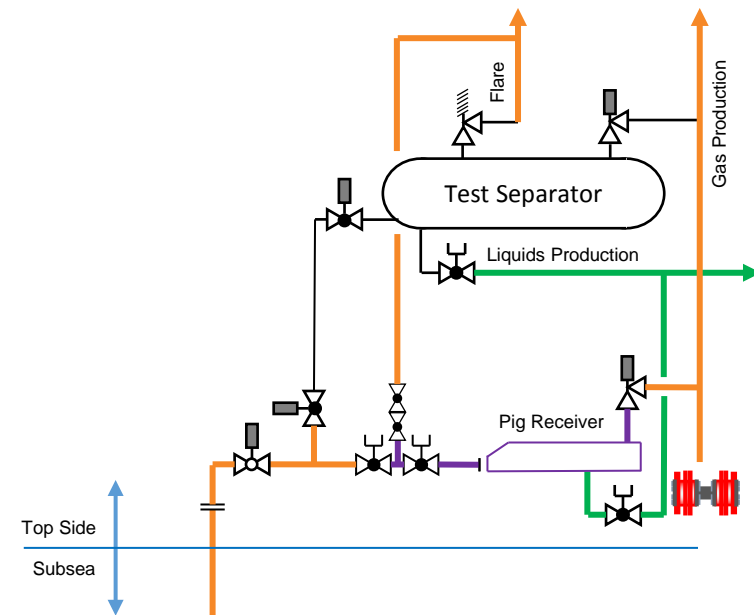 Flare
Gas Production
Test Separator
Liquids Production
Pig Receiver
Top Side
Subsea